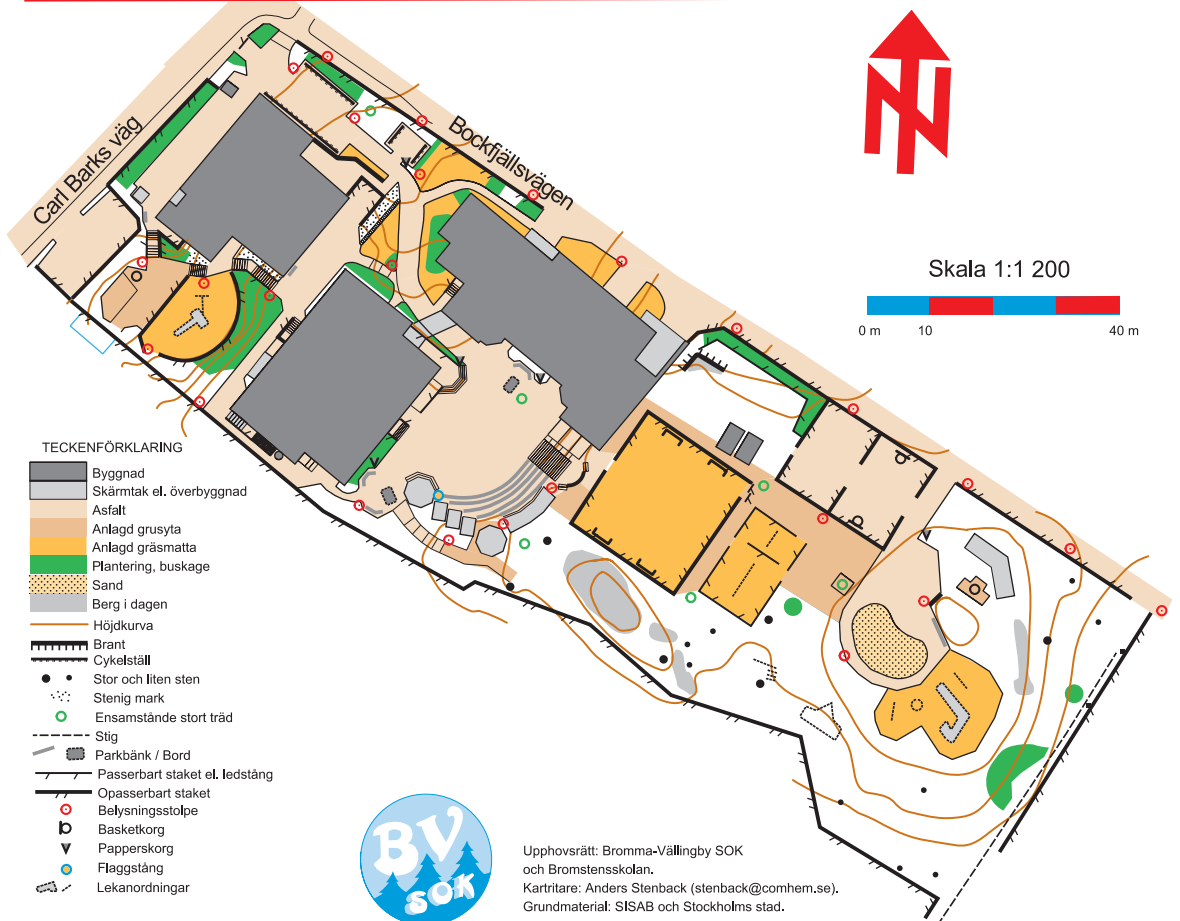 Carl Barks väg
Bockfjällsvägen
N
Skala 1:1 200
0 m 10 40 m
TECKENFÖRKLARING
Byggnad
Skärmtak el. överbyggnad
Asfalt
Anlagd grusyta
Anlagd gräsmatta
Plantering, buskage
Sand
Berg i dagen
Höjdkurva
Brant
Cykelställ
Stor och liten sten
Stenig mark
Ensamstånde stort träd
Stig
Parkbänk / Bord
Passerbart staket el. ledstång
Opasserbart staket
Belysningsstolpe
Basketkorg
Papperskorg
Flaggstång
Lekanordningar
BV
SOK
Upphovsrätt: Bromma-Vällingby SOK
och Bromstensskolan.
Kartritare: Anders Stenback (stenback@comhem.se).
Grundmaterial: SISAB och Stockholms stad.